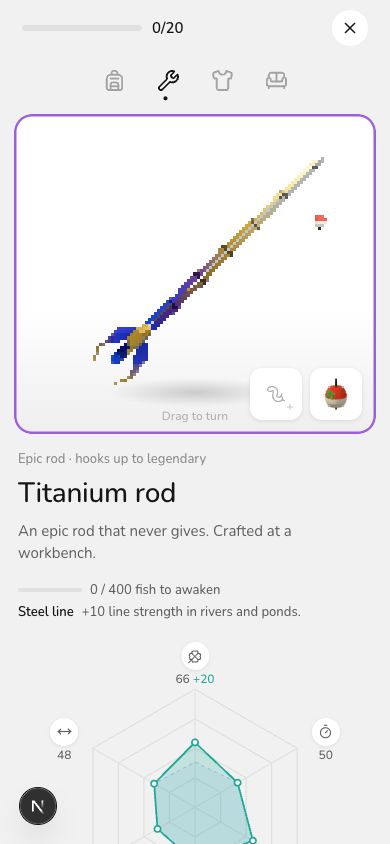 0/20
Drag to turn
Epic rod · hooks up to legendary
Titanium rod
An epic rod that never gives. Crafted at a
workbench.
0 / 400 fish to awaken
Steel line +10 line strength in rivers and ponds.
66 +20
48
50
N